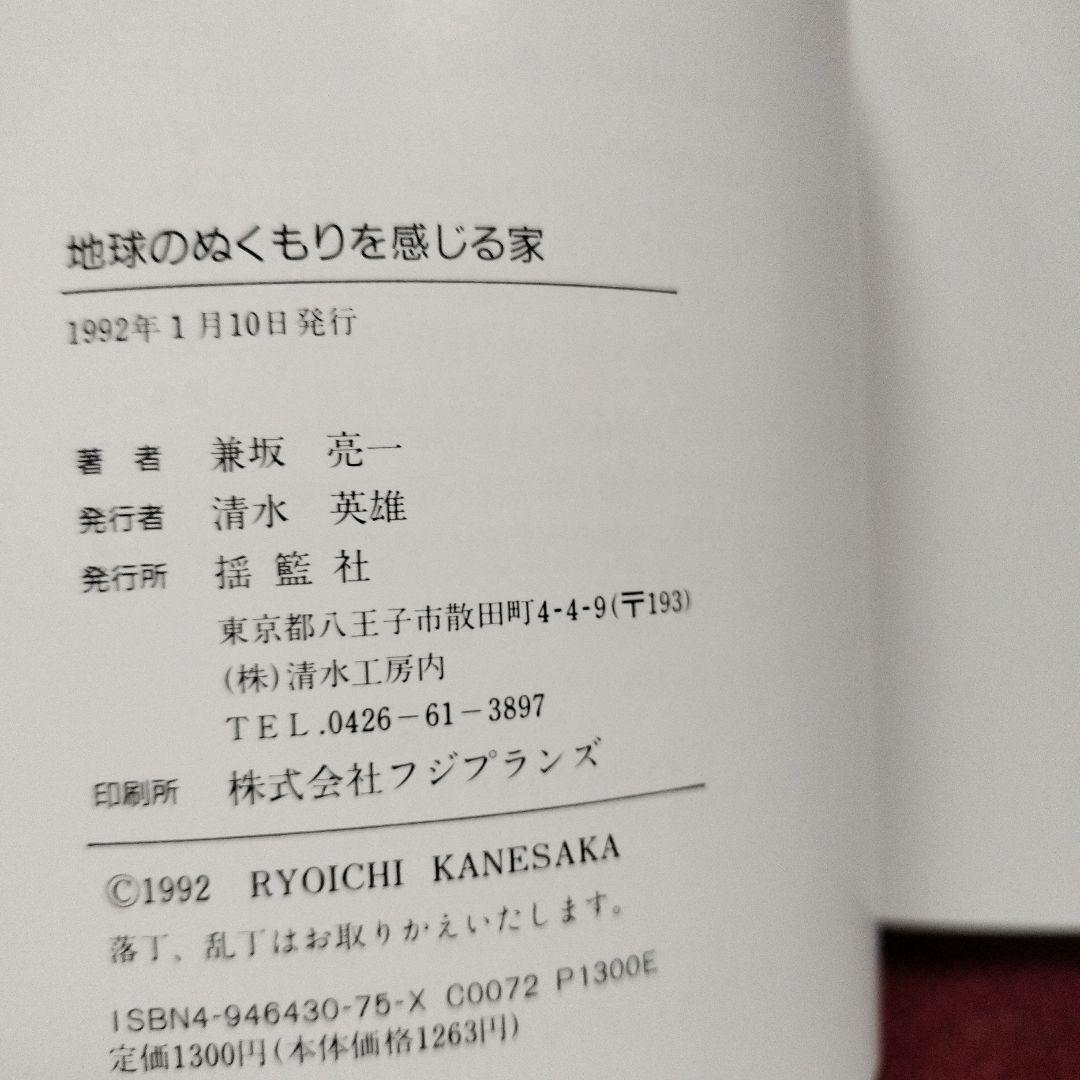 地球のぬくもりを感じる家
1992年1月10日発行
著 者 兼坂 亮一
発行者 清水 英雄
発行所 揺籃社
東京都八王子市散田町4-4-9(〒193)
(株)清水工房内
TEL.0426-61-3897
印刷所 株式会社フジプランズ
©1992 RYOICHI KANESAKA
落丁、乱丁はお取りかえいたします。
ISBN4-946430-75-X C0072 P1300E
定価1300円(本体価格1263円)